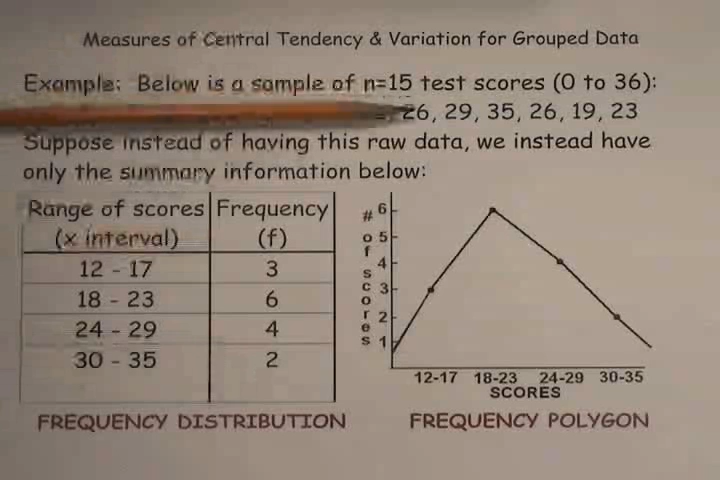 Measures of Central Tendency & Variation for Grouped Data
Example: Below is a sample of n=15 test scores (0 to 36):
26, 29, 35, 26, 19, 23
Suppose instead of having this raw data, we instead have
only the summary information below:
Range of scores Frequency
(x interval) (f)
12 - 17 3
18 - 23 6
24 - 29 4
30 - 35 2
# of scores
6
5
4
3
2
1
12-17 18-23 24-29 30-35
SCORES
FREQUENCY DISTRIBUTION
FREQUENCY POLYGON